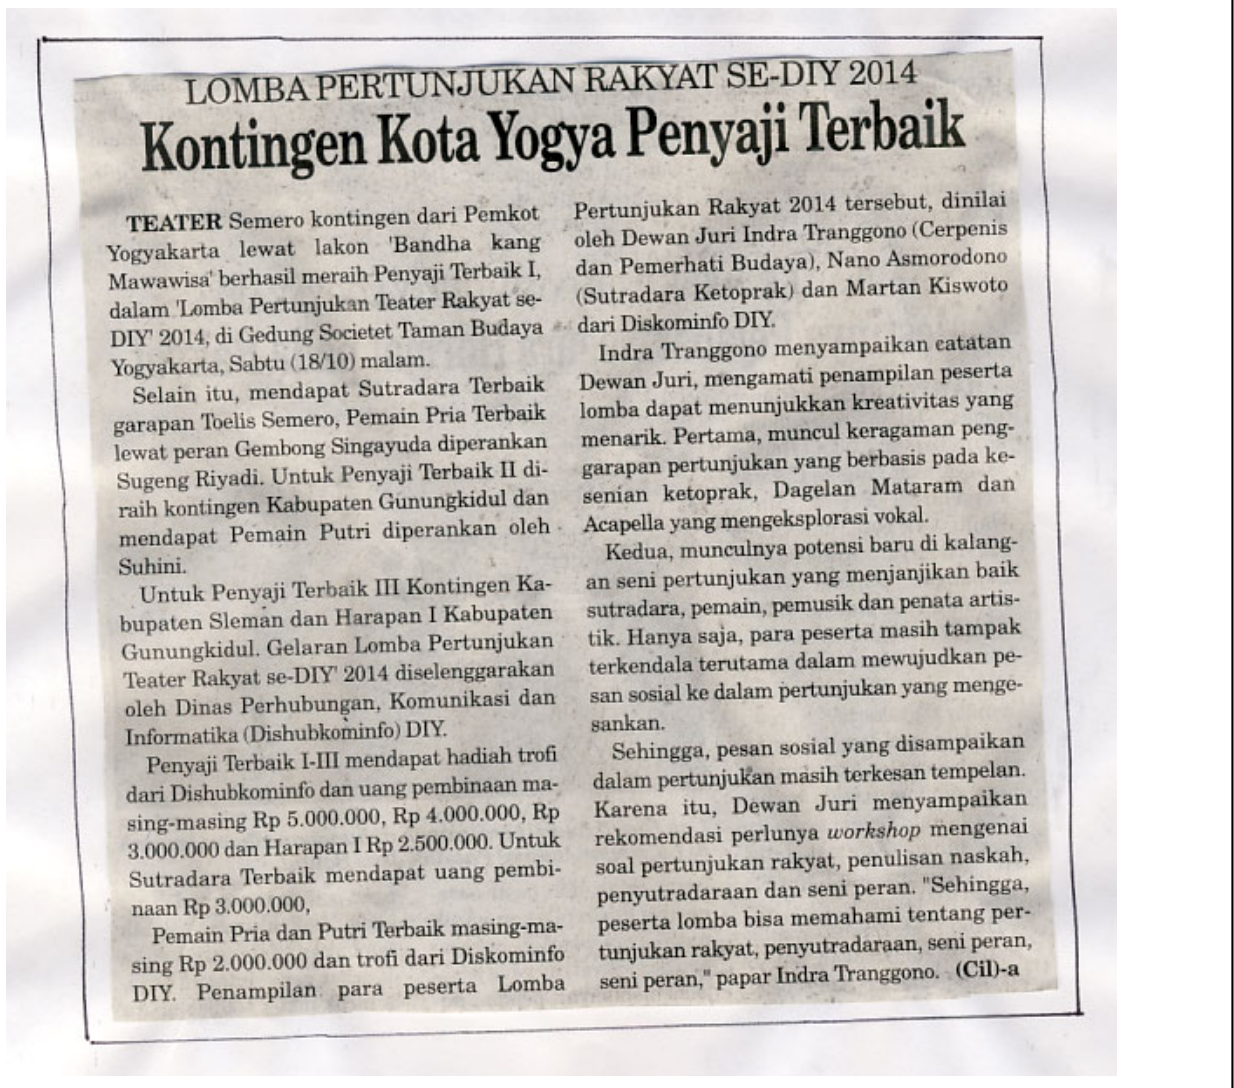 LOMBA PERTUNJUKAN RAKYAT SE-DIY 2014
Kontingen Kota Yogya Penyaji Terbaik
TEATER Semero kontingen dari Pemkot
Yogyakarta lewat lakon 'Bandha kang
Mawawisa' berhasil meraih Penyaji Terbaik I,
dalam 'Lomba Pertunjukan Teater Rakyat se-
DIY' 2014, di Gedung Societet Taman Budaya
Yogyakarta, Sabtu (18/10) malam.
Selain itu, mendapat Sutradara Terbaik
garapan Toelis Semero, Pemain Pria Terbaik
lewat peran Gembong Singayuda diperankan
Sugeng Riyadi. Untuk Penyaji Terbaik II di-
raih kontingen Kabupaten Gunungkidul dan
mendapat Pemain Putri diperankan oleh
Suhini.
Untuk Penyaji Terbaik III Kontingen Ka-
bupaten Sleman dan Harapan I Kabupaten
Gunungkidul. Gelaran Lomba Pertunjukan
Teater Rakyat se-DIY' 2014 diselenggarakan
oleh Dinas Perhubungan, Komunikasi dan
Informatika (Dishubkominfo) DIY.
Penyaji Terbaik I-III mendapat hadiah trofi
dari Dishubkominfo dan uang pembinaan ma-
sing-masing Rp 5.000.000, Rp 4.000.000, Rp
3.000.000 dan Harapan I Rp 2.500.000. Untuk
Sutradara Terbaik mendapat uang pembi-
naan Rp 3.000.000,
Pemain Pria dan Putri Terbaik masing-ma-
sing Rp 2.000.000 dan trofi dari Diskominfo
DIY. Penampilan para peserta Lomba
Pertunjukan Rakyat 2014 tersebut, dinilai
oleh Dewan Juri Indra Tranggono (Cerpenis
dan Pemerhati Budaya), Nano Asmorodono
(Sutradara Ketoprak) dan Martan Kiswoto
dari Diskominfo DIY.
Indra Tranggono menyampaikan catatan
Dewan Juri, mengamati penampilan peserta
lomba dapat menunjukkan kreativitas yang
menarik. Pertama, muncul keragaman peng-
garapan pertunjukan yang berbasis pada ke-
senian ketoprak, Dagelan Mataram dan
Acapella yang mengeksplorasi vokal.
Kedua, munculnya potensi baru di kalang-
an seni pertunjukan yang menjanjikan baik
sutradara, pemain, pemusik dan penata artis-
tik. Hanya saja, para peserta masih tampak
terkendala terutama dalam mewujudkan pe-
san sosial ke dalam pertunjukan yang menge-
sankan.
Sehingga, pesan sosial yang disampaikan
dalam pertunjukan masih terkesan tempelan.
Karena itu, Dewan Juri menyampaikan
rekomendasi perlunya workshop mengenai
soal pertunjukan rakyat, penulisan naskah,
penyutradaraan dan seni peran. "Sehingga,
peserta lomba bisa memahami tentang per-
tunjukan rakyat, penyutradaraan, seni peran,
seni peran," papar Indra Tranggono. (Cil)-a